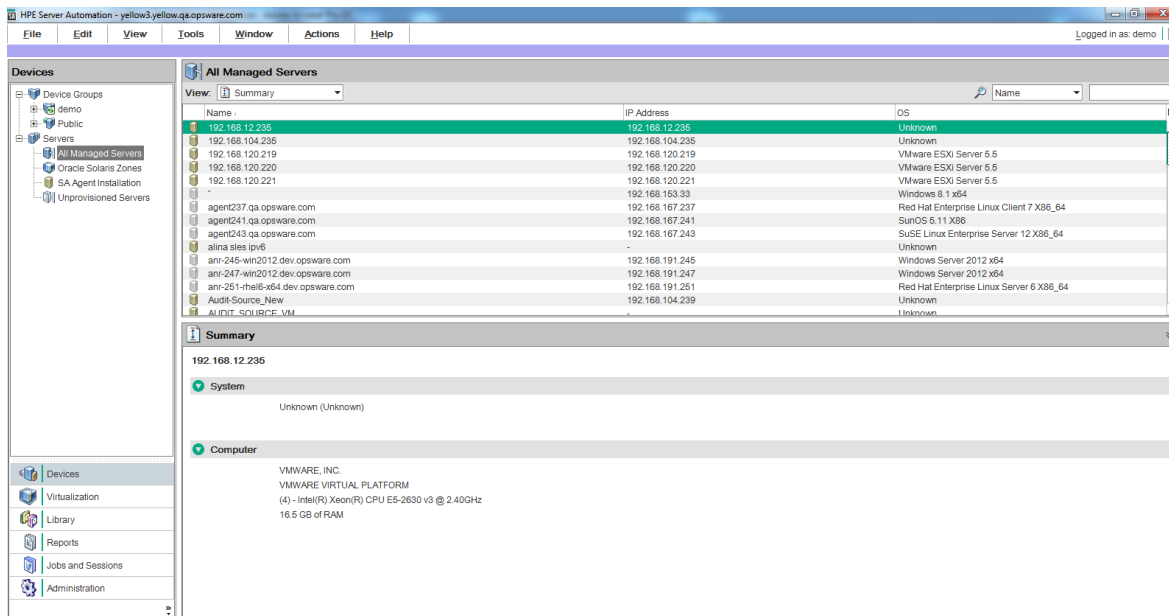 HPE Server Automation - yellow3.yellow.qa.opsware.com
File Edit View Tools Window Actions Help Logged in as: demo
Devices
Device Groups
demo
Public
Servers
All Managed Servers
Oracle Solaris Zones
SA Agent Installation
Unprovisioned Servers
Devices
Virtualization
Library
Reports
Jobs and Sessions
Administration
All Managed Servers
View: Summary Name
Name IP Address OS
192.168.12.235 192.168.12.235 Unknown
192.168.104.235 192.168.104.235 Unknown
192.168.120.219 192.168.120.219 VMware ESXi Server 5.5
192.168.120.220 192.168.120.220 VMware ESXi Server 5.5
192.168.120.221 192.168.120.221 VMware ESXi Server 5.5
192.168.153.33 Windows 8.1 x64
agent237.qa.opsware.com 192.168.167.237 Red Hat Enterprise Linux Client 7 X86_64
agent241.qa.opsware.com 192.168.167.241 SunOS 5.11 X86
agent243.qa.opsware.com 192.168.167.243 SuSE Linux Enterprise Server 12 X86_64
alina sles ipv6 - Unknown
anr-245-win2012.dev.opsware.com 192.168.191.245 Windows Server 2012 x64
anr-247-win2012.dev.opsware.com 192.168.191.247 Windows Server 2012 x64
anr-251-rhel6-x64.dev.opsware.com 192.168.191.251 Red Hat Enterprise Linux Server 6 X86_64
Audit-Source_New 192.168.104.239 Unknown
AUDIT_SOURCE_VM - Unknown
Summary
192.168.12.235
System
Unknown (Unknown)
Computer
VMWARE, INC.
VMWARE VIRTUAL PLATFORM
(4) - Intel(R) Xeon(R) CPU E5-2630 v3 @ 2.40GHz
16.5 GB of RAM